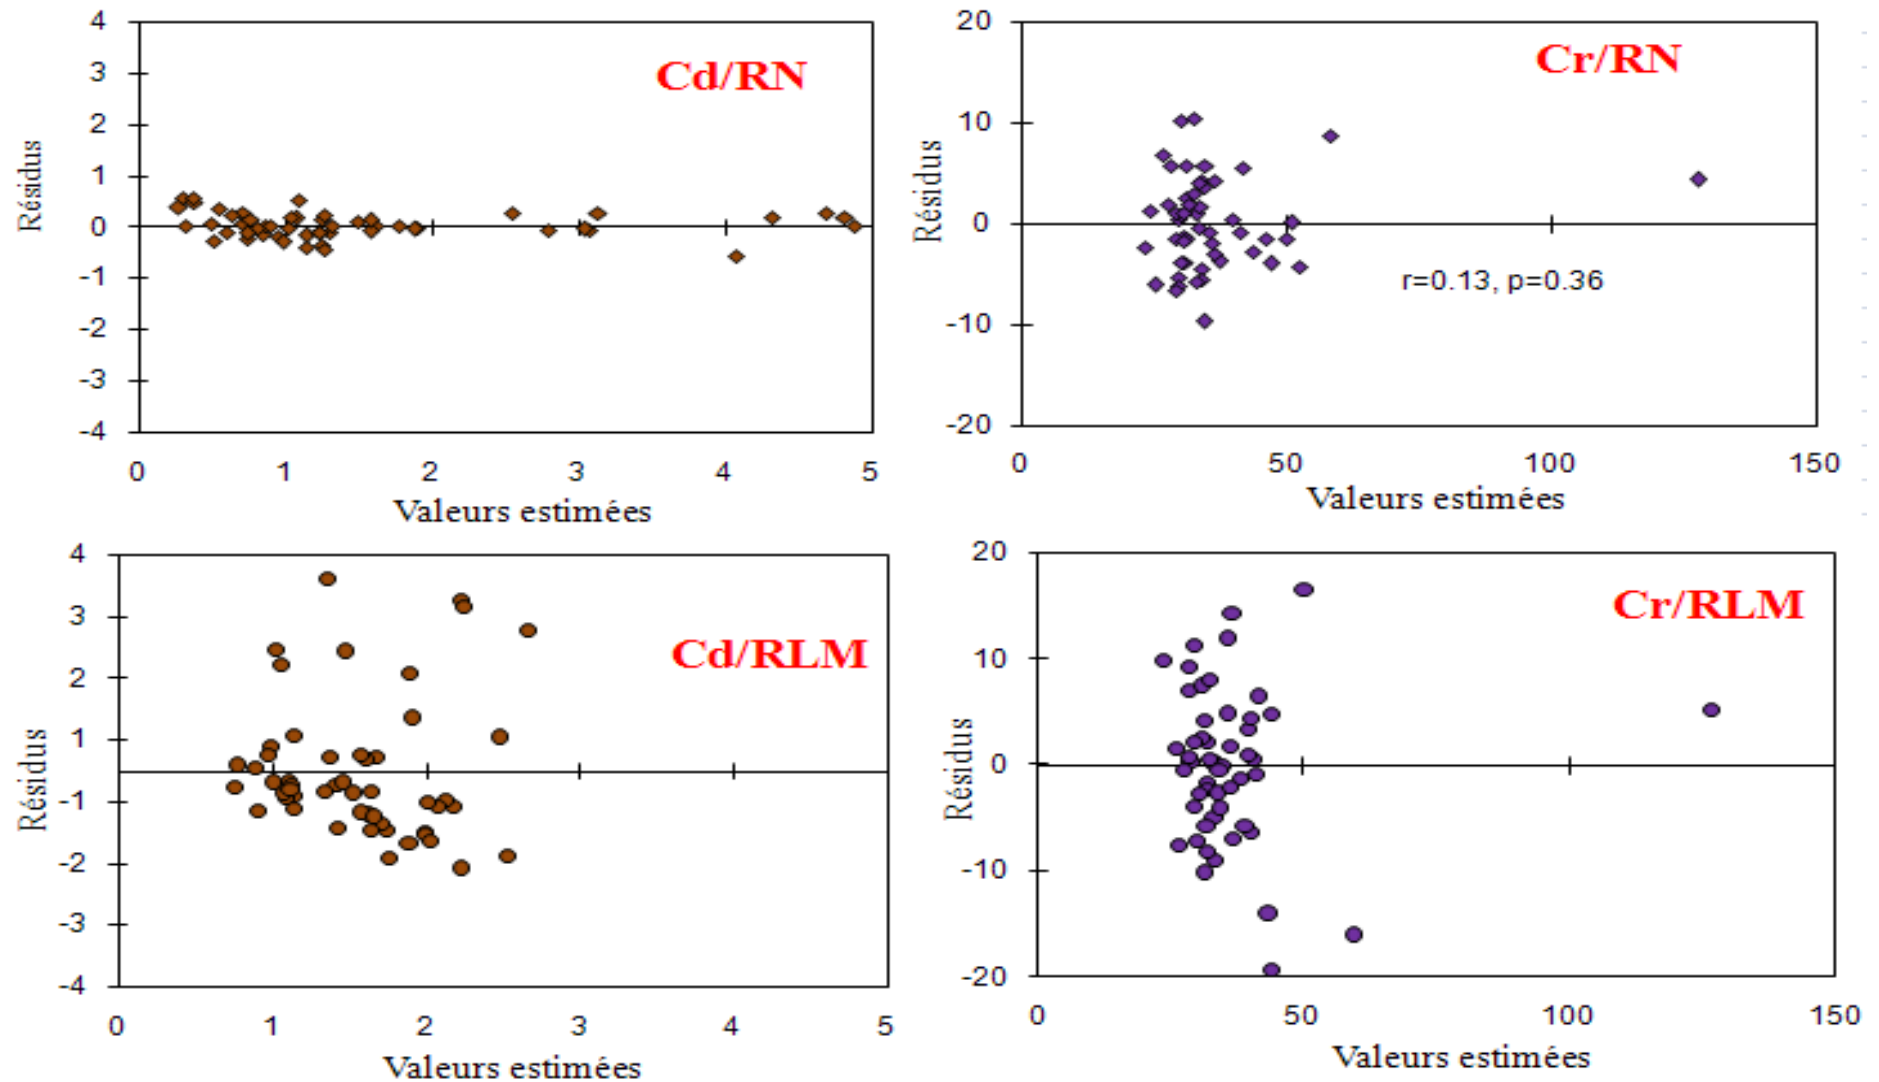 4
3
2
1
0
-1
-2
-3
-4
Résidus
Cd/RN
0 1 2 3 4 5
Valeurs estimées
20
10
0
-10
-20
Résidus
Cr/RN
r=0.13, p=0.36
0 50 100 150
Valeurs estimées
4
3
2
1
-1
-2
-3
-4
Résidus
Cd/RLM
0 1 2 3 4 5
Valeurs estimées
20
10
0
-10
-20
Résidus
Cr/RLM
0 50 100 150
Valeurs estimées